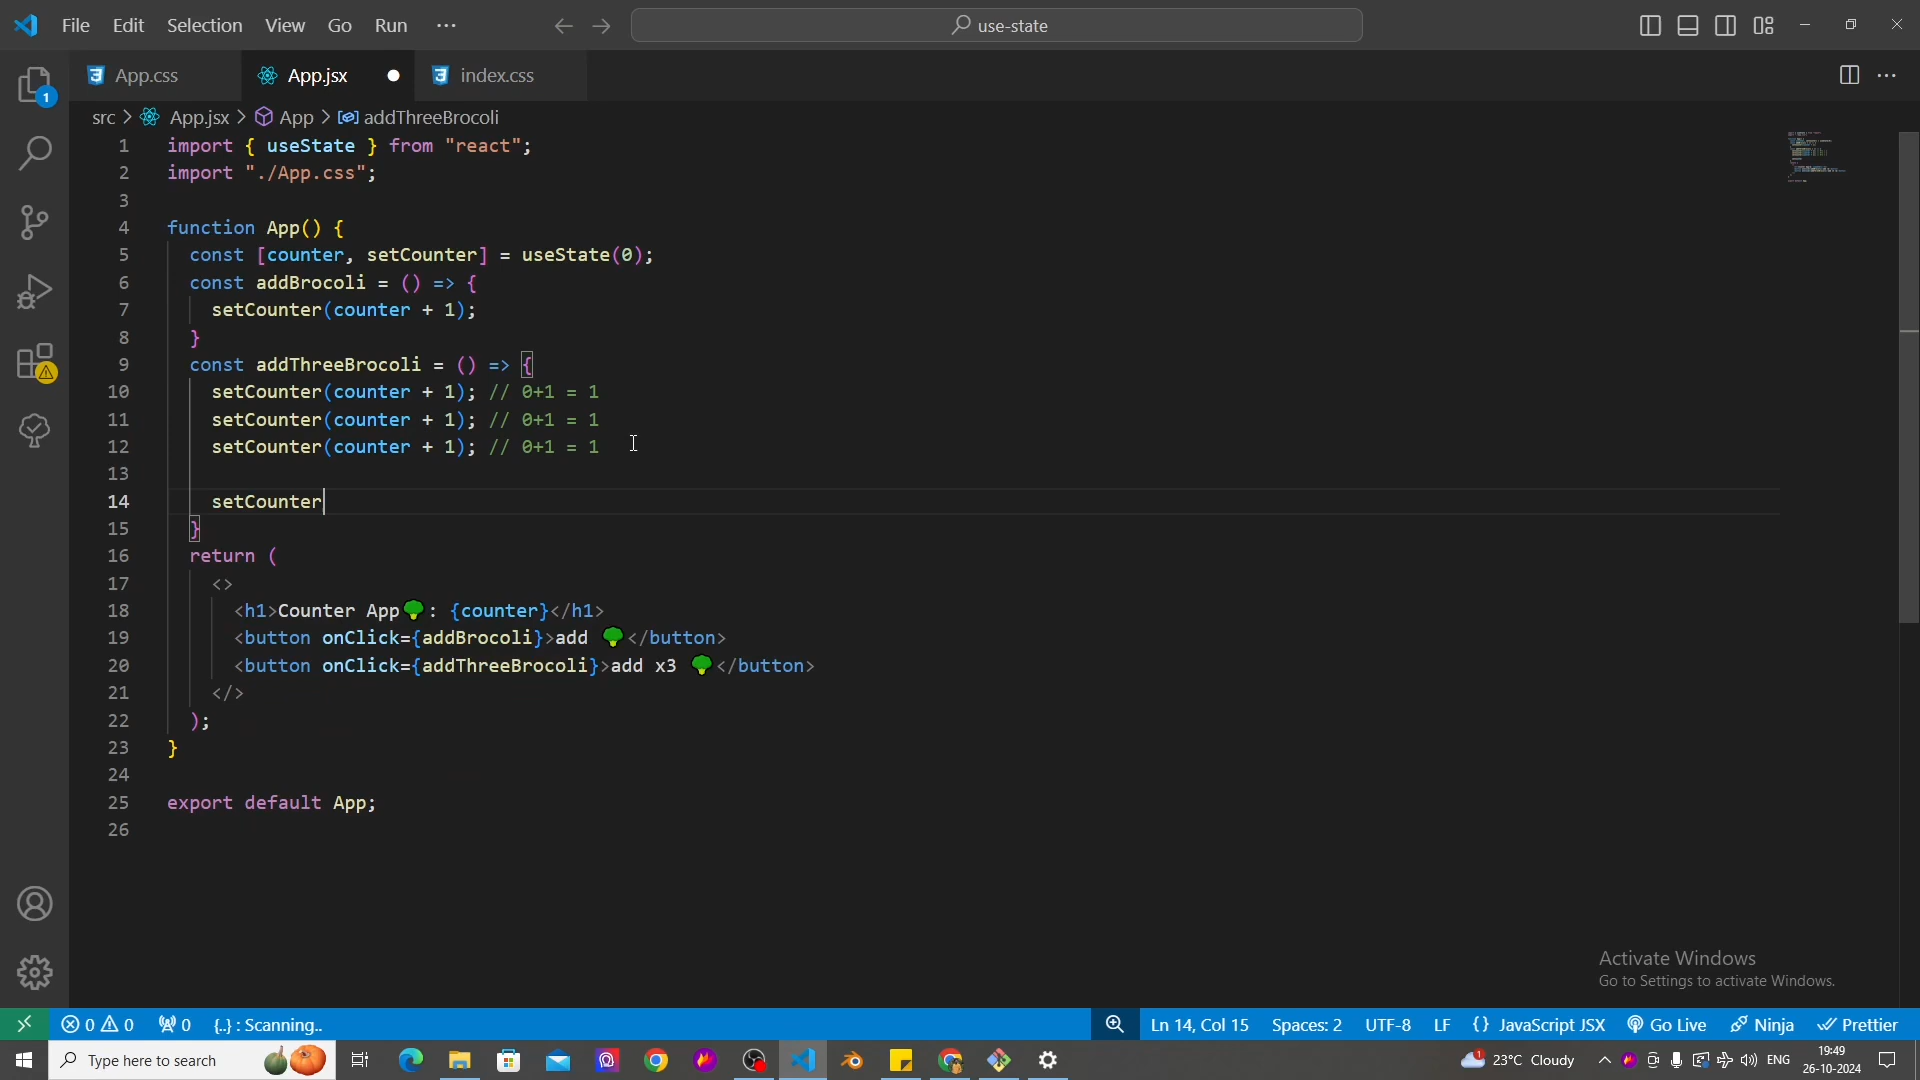 File Edit Selection View Go Run ··· use-state
App.css App.jsx index.css
src > App.jsx > App > addThreeBrocoli
1 import { useState } from "react";
2 import "./App.css";
3
4 function App() {
5 const [counter, setCounter] = useState(0);
6 const addBrocoli = () => {
7 setCounter(counter + 1);
8 }
9 const addThreeBrocoli = () => {
10 setCounter(counter + 1); // 0+1 = 1
11 setCounter(counter + 1); // 0+1 = 1
12 setCounter(counter + 1); // 0+1 = 1
13
14 setCounter
15 }
16 return (
17 <>
18 <h1>Counter App🥦: {counter}</h1>
19 <button onClick={addBrocoli}>add 🥦</button>
20 <button onClick={addThreeBrocoli}>add x3 🥦</button>
21 </>
22 );
23 }
24
25 export default App;
26
1
Activate Windows
Go to Settings to activate Windows.
0 0 0 {..} : Scanning.. Ln 14, Col 15 Spaces: 2 UTF-8 LF {} JavaScript JSX Go Live Ninja Prettier
Type here to search 1 23°C Cloudy ENG 19:49
26-10-2024